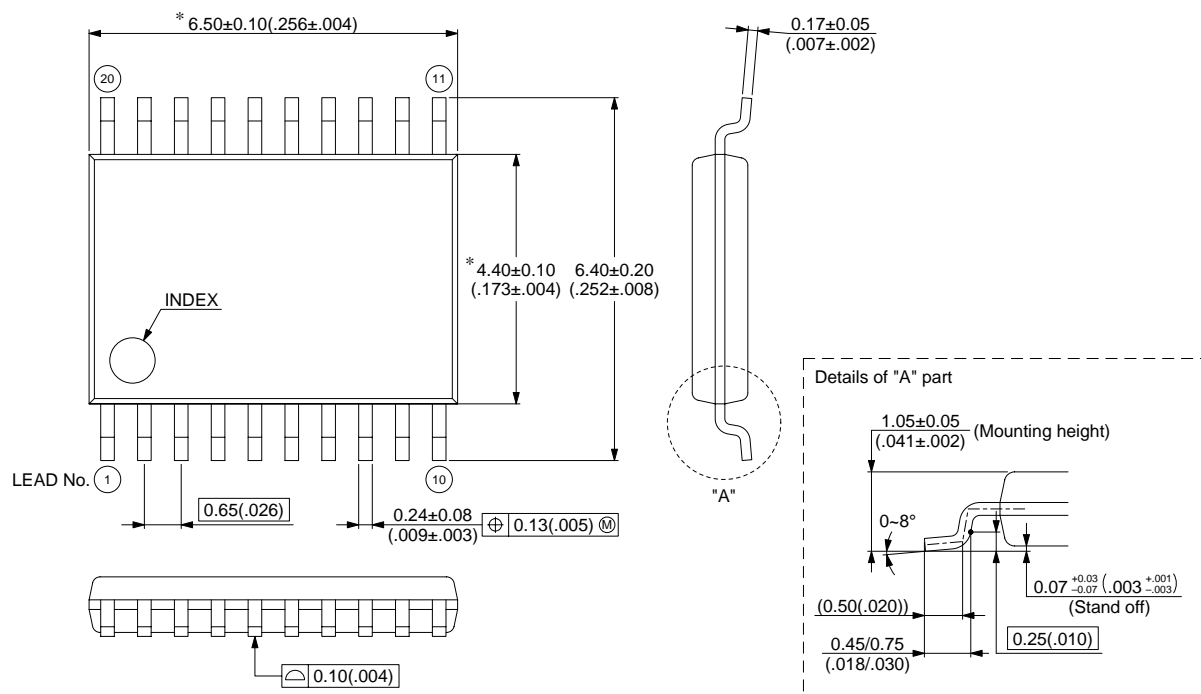 * 6.50±0.10(.256±.004)
0.17±0.05
(.007±.002)
20
11
* 4.40±0.10
(.173±.004)
6.40±0.20
(.252±.008)
INDEX
LEAD No.
1
10
"A"
0.65(.026)
0.24±0.08
(.009±.003)
⌖ 0.13(.005) Ⓜ
⌓ 0.10(.004)
Details of "A" part
1.05±0.05
(.041±.002)
(Mounting height)
0~8°
0.07 +0.03 −0.07 (.003 +.001 −.003)
(Stand off)
(0.50(.020))
0.25(.010)
0.45/0.75
(.018/.030)